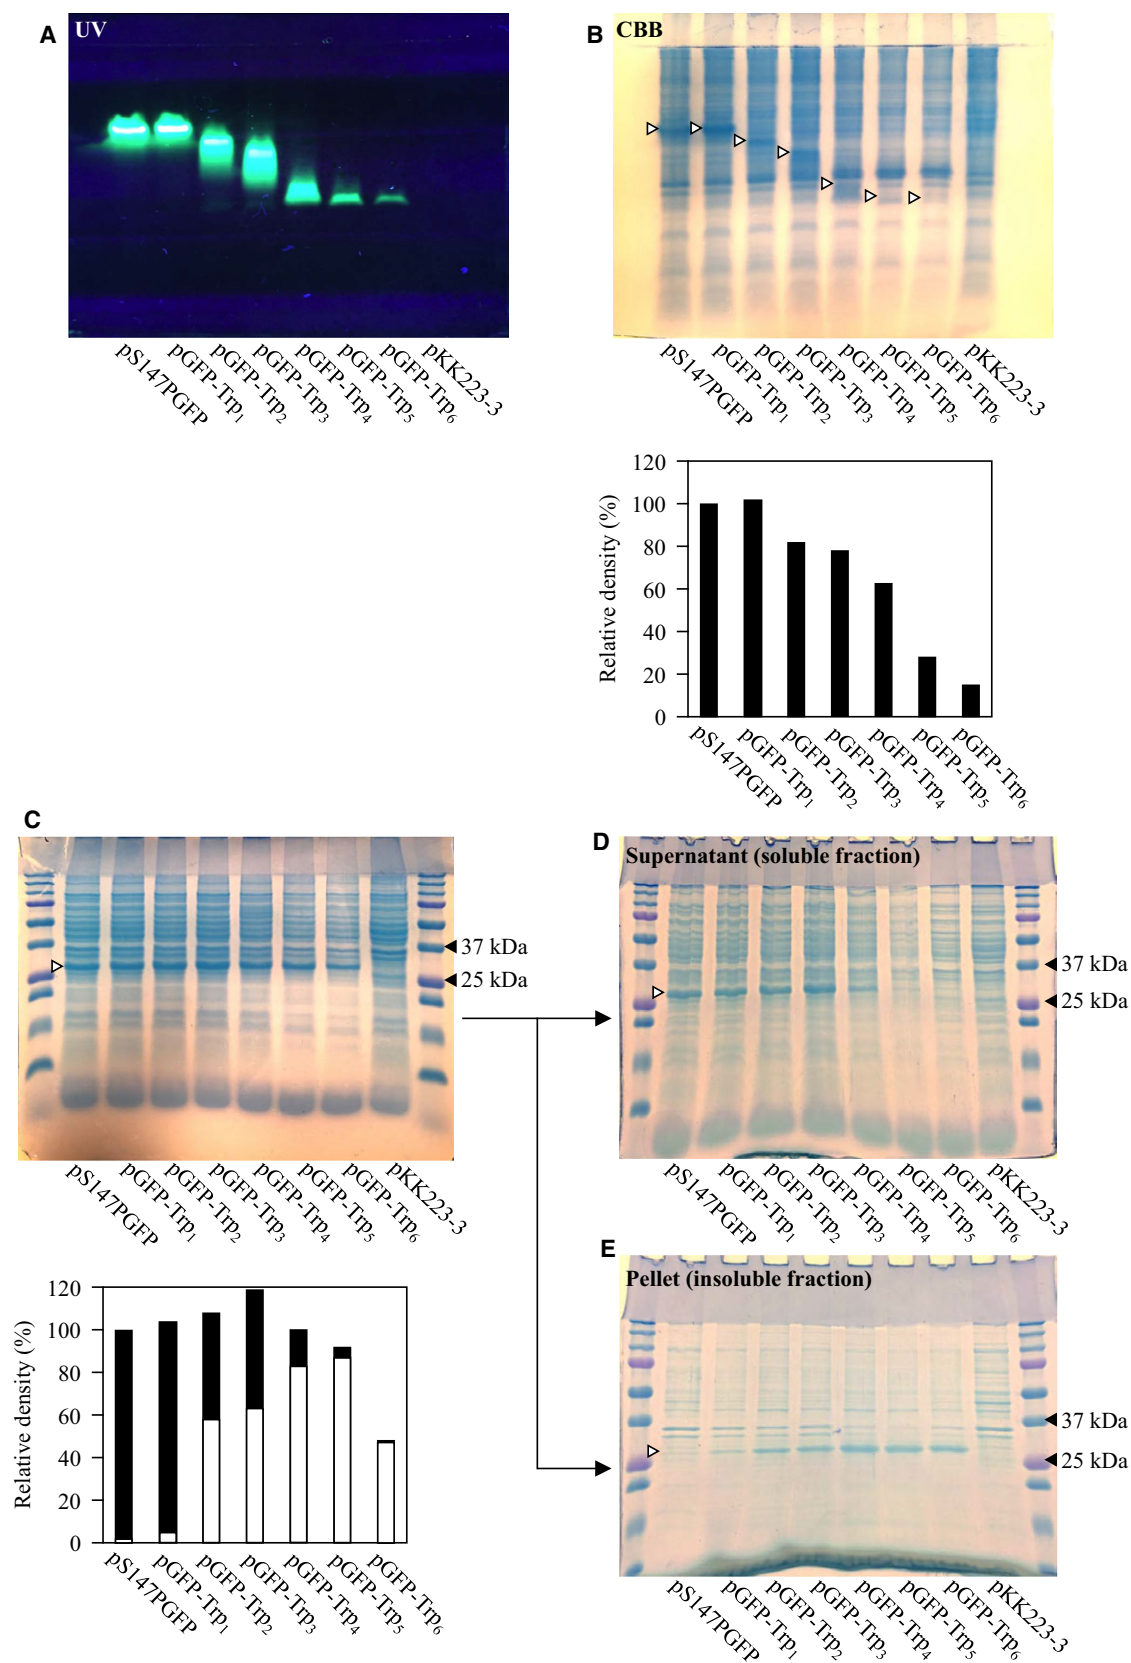 A
UV
pS147PGFP
pGFP-Trp1
pGFP-Trp2
pGFP-Trp3
pGFP-Trp4
pGFP-Trp5
pGFP-Trp6
pKK223-3
B
CBB
pS147PGFP
pGFP-Trp1
pGFP-Trp2
pGFP-Trp3
pGFP-Trp4
pGFP-Trp5
pGFP-Trp6
pKK223-3
Relative density (%)
120
100
80
60
40
20
0
pS147PGFP
pGFP-Trp1
pGFP-Trp2
pGFP-Trp3
pGFP-Trp4
pGFP-Trp5
pGFP-Trp6
C
37 kDa
25 kDa
pS147PGFP
pGFP-Trp1
pGFP-Trp2
pGFP-Trp3
pGFP-Trp4
pGFP-Trp5
pGFP-Trp6
pKK223-3
Relative density (%)
120
100
80
60
40
20
0
pS147PGFP
pGFP-Trp1
pGFP-Trp2
pGFP-Trp3
pGFP-Trp4
pGFP-Trp5
pGFP-Trp6
D
Supernatant (soluble fraction)
37 kDa
25 kDa
pS147PGFP
pGFP-Trp1
pGFP-Trp2
pGFP-Trp3
pGFP-Trp4
pGFP-Trp5
pGFP-Trp6
pKK223-3
E
Pellet (insoluble fraction)
37 kDa
25 kDa
pS147PGFP
pGFP-Trp1
pGFP-Trp2
pGFP-Trp3
pGFP-Trp4
pGFP-Trp5
pGFP-Trp6
pKK223-3